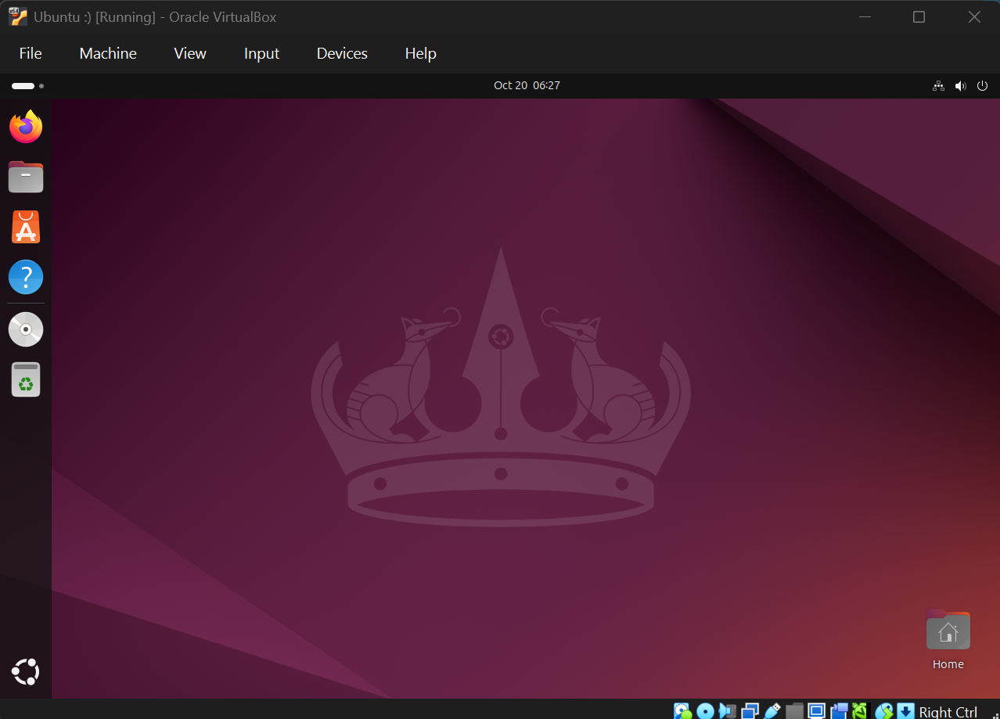 Ubuntu :) [Running] - Oracle VirtualBox
File Machine View Input Devices Help
Oct 20 06:27
Home
Right Ctrl